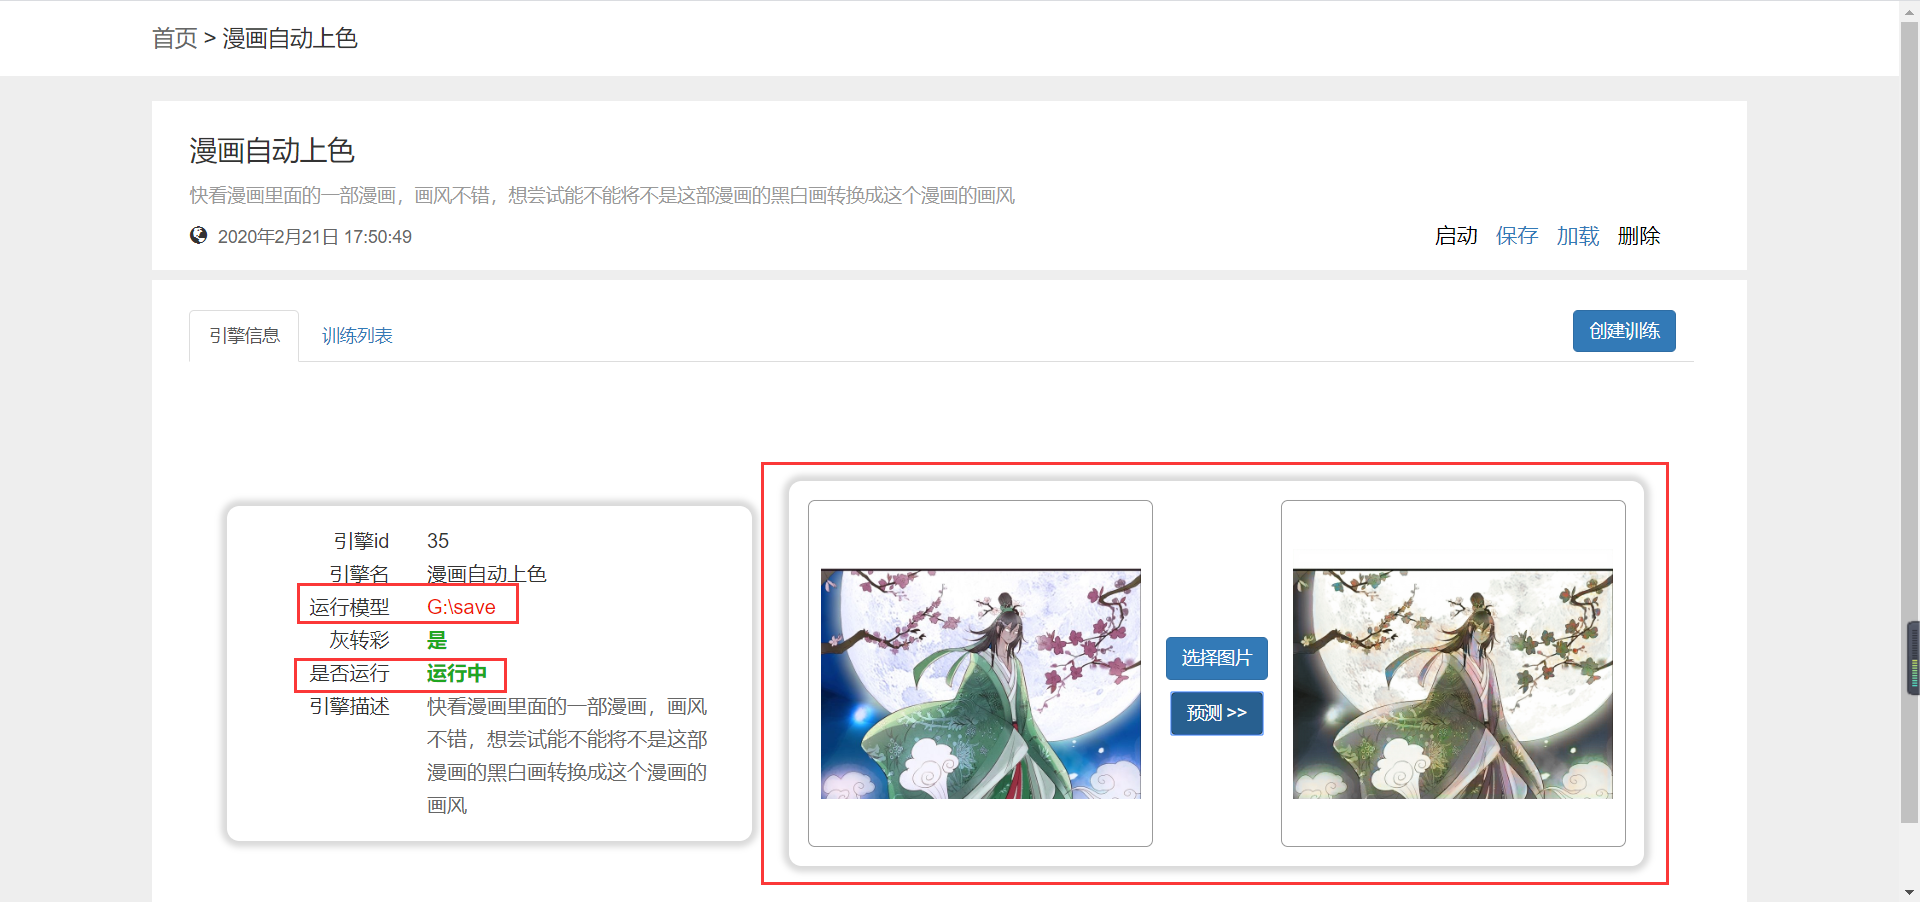 首页 > 漫画自动上色
漫画自动上色
快看漫画里面的一部漫画，画风不错，想尝试能不能将不是这部漫画的黑白画转换成这个漫画的画风
2020年2月21日 17:50:49
启动 保存 加载 删除
引擎信息 训练列表 创建训练
引擎id 35
引擎名 漫画自动上色
运行模型 G:\save
灰转彩 是
是否运行 运行中
引擎描述 快看漫画里面的一部漫画，画风
不错，想尝试能不能将不是这部
漫画的黑白画转换成这个漫画的
画风
选择图片
预测 >>